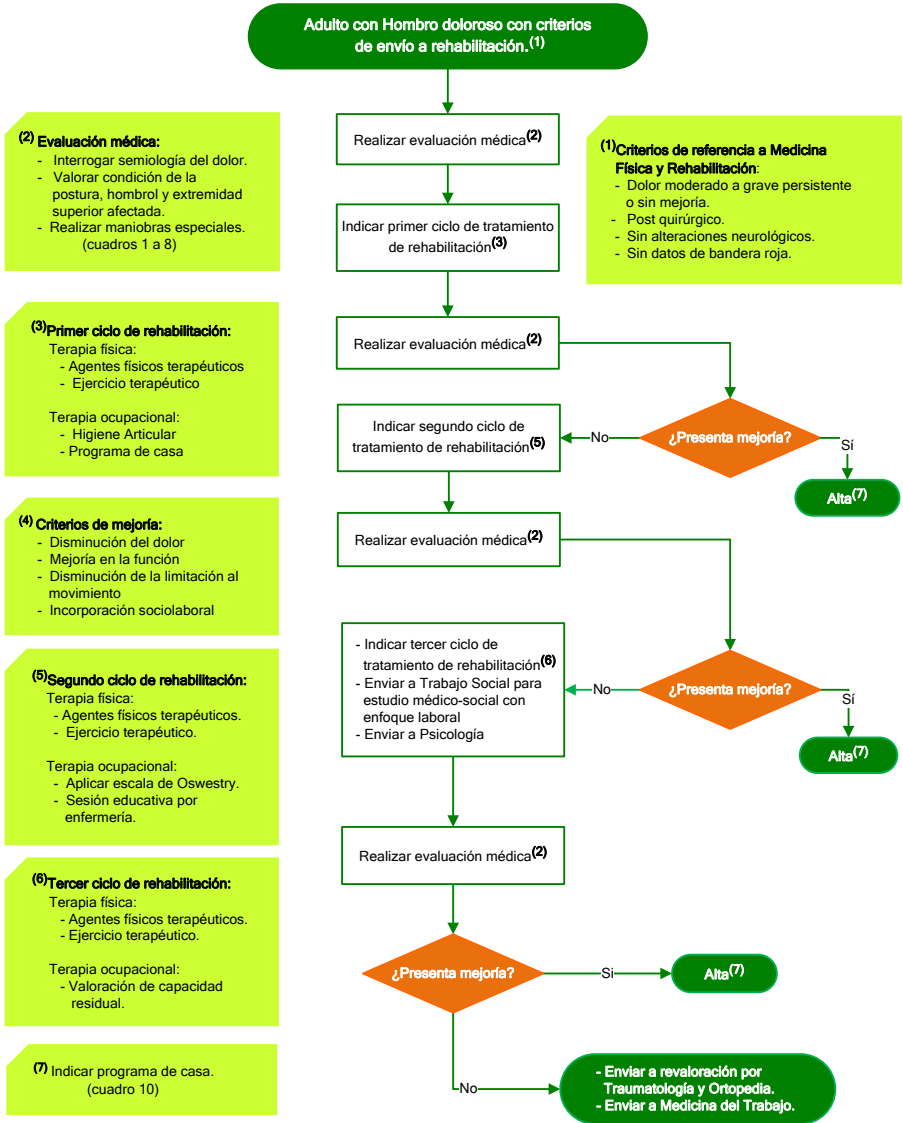 Adulto con Hombro doloroso con criterios
de envío a rehabilitación.(1)
Realizar evaluación médica(2)
(2) Evaluación médica:
- Interrogar semiología del dolor.
- Valorar condición de la
postura, hombrol y extremidad
superior afectada.
- Realizar maniobras especiales.
(cuadros 1 a 8)
(1)Criterios de referencia a Medicina
Física y Rehabilitación:
- Dolor moderado a grave persistente
o sin mejoría.
- Post quirúrgico.
- Sin alteraciones neurológicos.
- Sin datos de bandera roja.
Indicar primer ciclo de tratamiento
de rehabilitación(3)
(3)Primer ciclo de rehabilitación:
Terapia física:
- Agentes físicos terapéuticos
- Ejercicio terapéutico
Terapia ocupacional:
- Higiene Articular
- Programa de casa
Realizar evaluación médica(2)
¿Presenta mejoría?
No
Sí
Alta(7)
Indicar segundo ciclo de
tratamiento de rehabilitación(5)
(4) Criterios de mejoría:
- Disminución del dolor
- Mejoría en la función
- Disminución de la limitación al
movimiento
- Incorporación sociolaboral
Realizar evaluación médica(2)
¿Presenta mejoría?
No
Sí
Alta(7)
- Indicar tercer ciclo de
tratamiento de rehabilitación(6)
- Enviar a Trabajo Social para
estudio médico-social con
enfoque laboral
- Enviar a Psicología
(5)Segundo ciclo de rehabilitación:
Terapia física:
- Agentes físicos terapéuticos.
- Ejercicio terapéutico.
Terapia ocupacional:
- Aplicar escala de Oswestry.
- Sesión educativa por
enfermería.
Realizar evaluación médica(2)
(6)Tercer ciclo de rehabilitación:
Terapia física:
- Agentes físicos terapéuticos.
- Ejercicio terapéutico.
Terapia ocupacional:
- Valoración de capacidad
residual.
¿Presenta mejoría?
Si
Alta(7)
No
(7) Indicar programa de casa.
(cuadro 10)
- Enviar a revaloración por
Traumatología y Ortopedia.
- Enviar a Medicina del Trabajo.